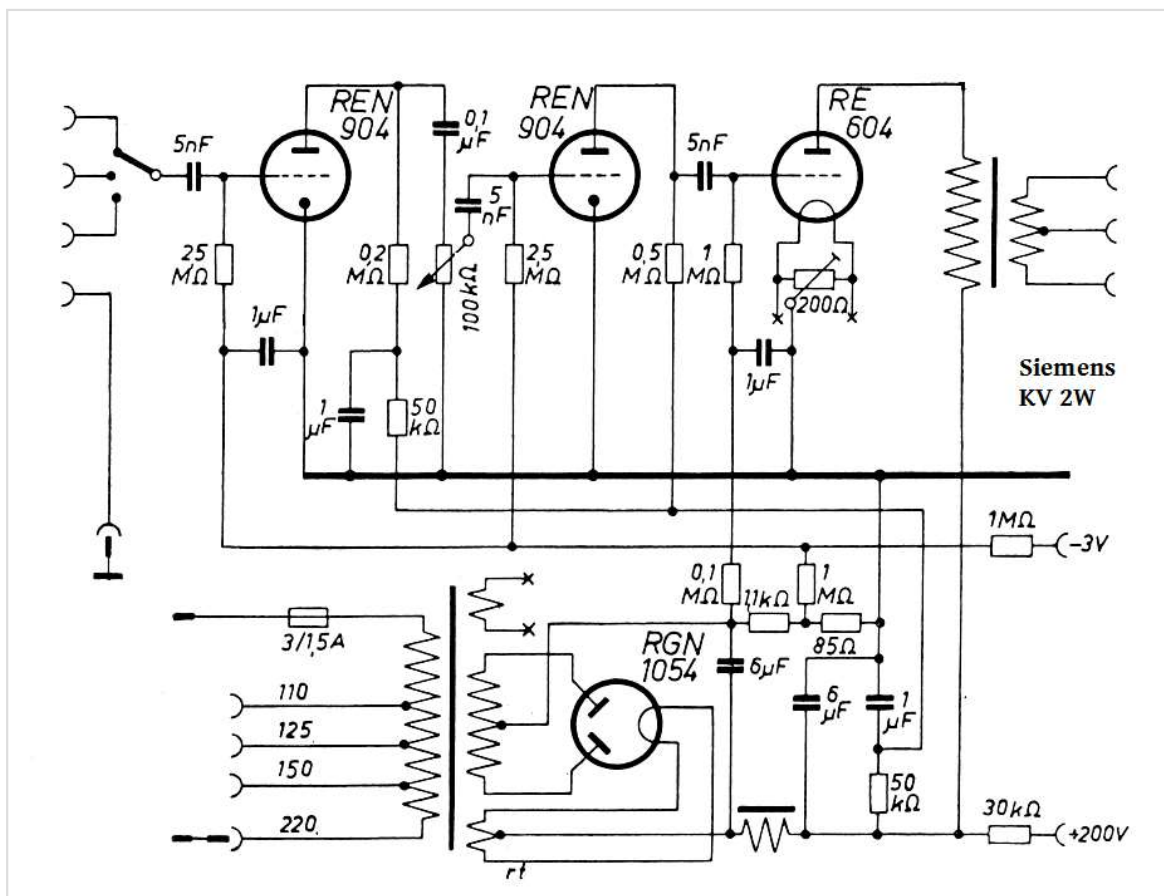 REN
904
0,1
µF
REN
904
RE
604
5nF
5
nF
5nF
25
MΩ
0,2
MΩ
100kΩ
2,5
MΩ
0,5
MΩ
1
MΩ
200Ω
1µF
1µF
Siemens
KV 2W
1
µF
50
kΩ
1MΩ
-3V
0,1
MΩ
1,1kΩ
1
MΩ
3/1,5A
RGN
1054
85Ω
6µF
6
µF
1
µF
110
125
150
220
50
kΩ
30kΩ
+200V
rt